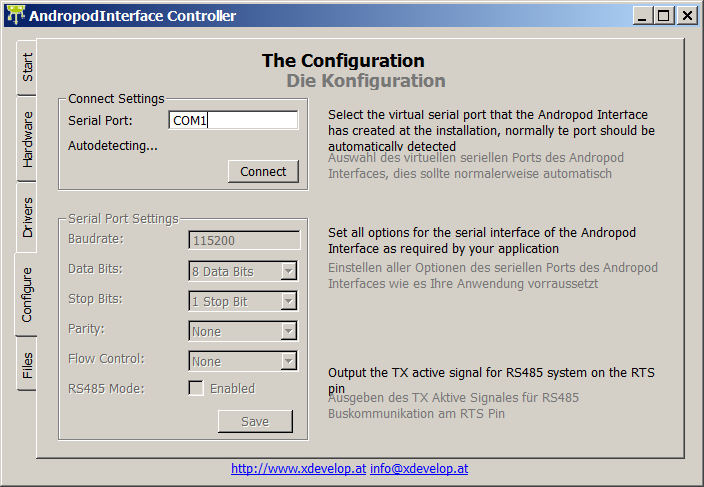 AndropodInterface Controller
Start
Hardware
Drivers
Configure
Files
The Configuration
Die Konfiguration
Connect Settings
Serial Port:
COM1
Autodetecting...
Connect
Select the virtual serial port that the Andropod Interface
has created at the installation, normally te port should be
automatically detected
Auswahl des virtuellen seriellen Ports des Andropod
Interfaces, dies sollte normalerweise automatisch
Serial Port Settings
Baudrate:
115200
Data Bits:
8 Data Bits
Stop Bits:
1 Stop Bit
Parity:
None
Flow Control:
None
RS485 Mode:
Enabled
Save
Set all options for the serial interface of the Andropod
Interface as required by your application
Einstellen aller Optionen des seriellen Ports des Andropod
Interfaces wie es Ihre Anwendung vorraussetzt
Output the TX active signal for RS485 system on the RTS
pin
Ausgeben des TX Aktive Signales für RS485
Buskommunikation am RTS Pin
http://www.xdevelop.at info@xdevelop.at